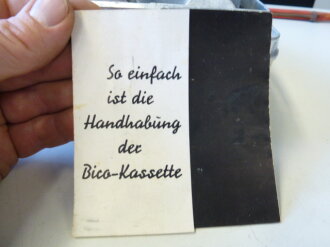 So einfach
ist die
Handhabung
der
Bico-Kassette